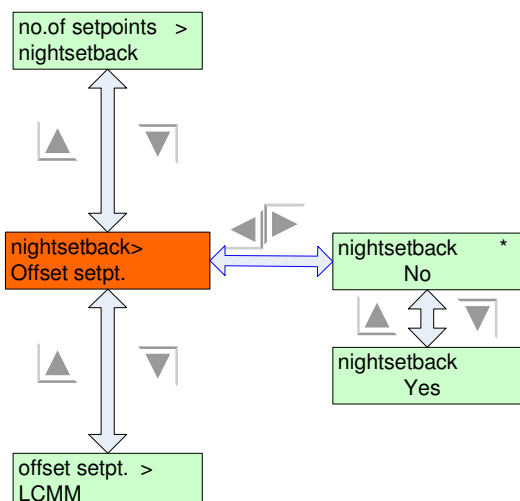 no.of setpoints >
nightsetback
nightsetback>
Offset setpt.
nightsetback *
No
nightsetback
Yes
offset setpt. >
LCMM